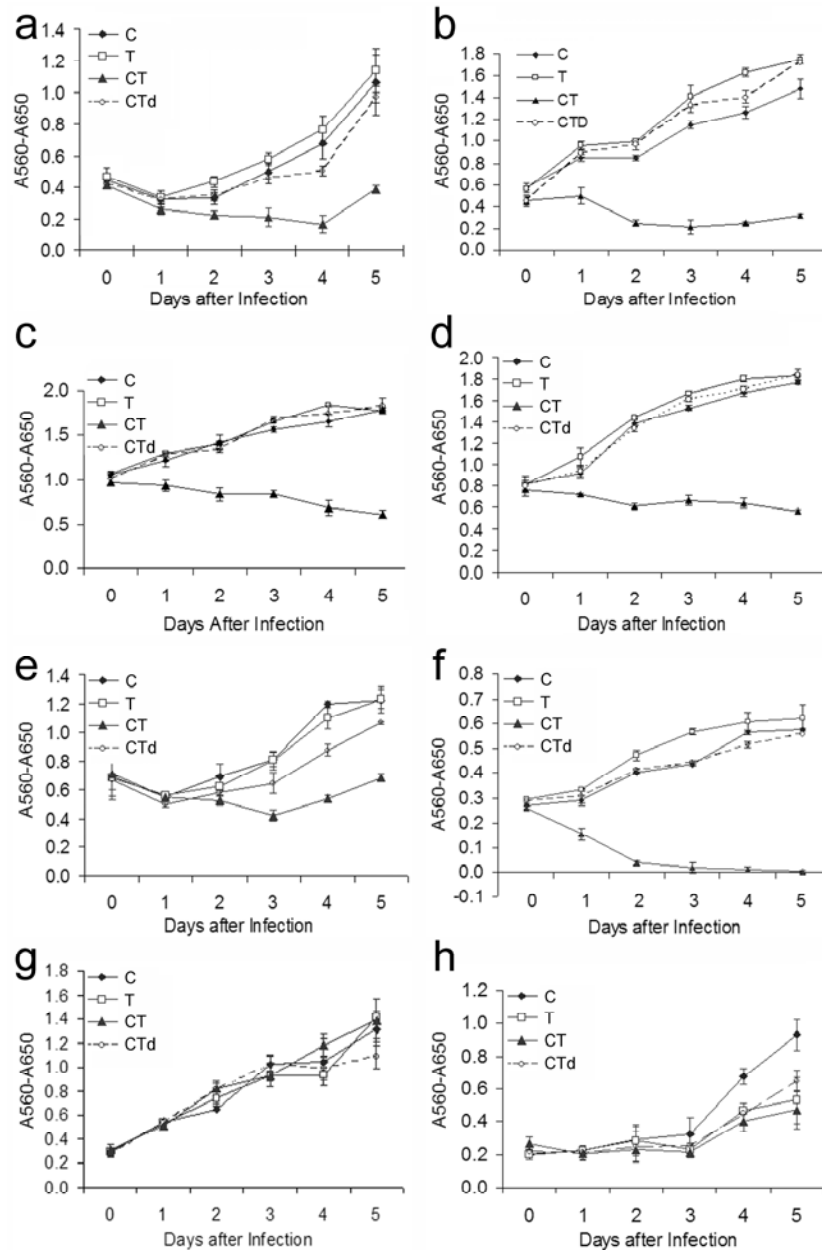 a
1.4
1.2
1.0
0.8
0.6
0.4
0.2
0.0
A560-A650
C
T
CT
CTd
0 1 2 3 4 5
Days after Infection
b
1.8
1.6
1.4
1.2
1.0
0.8
0.6
0.4
0.2
0.0
A560-A650
C
T
CT
CTD
0 1 2 3 4 5
Days after Infection
c
2.0
1.5
1.0
0.5
0.0
A560-A650
C
T
CT
CTd
0 1 2 3 4 5
Days After Infection
d
2.0
1.8
1.6
1.4
1.2
1.0
0.8
0.6
0.4
0.2
0.0
A560-A650
C
T
CT
CTd
0 1 2 3 4 5
Days after Infection
e
1.4
1.2
1.0
0.8
0.6
0.4
0.2
0.0
A560-A650
C
T
CT
CTd
0 1 2 3 4 5
Days after Infection
f
0.8
0.7
0.6
0.5
0.4
0.3
0.2
0.1
0.0
-0.1
A560-A650
C
T
CT
CTd
0 1 2 3 4 5
Days after Infection
g
1.8
1.6
1.4
1.2
1.0
0.8
0.6
0.4
0.2
0.0
A560-A650
C
T
CT
CTd
0 1 2 3 4 5
Days after Infection
h
1.2
1.0
0.8
0.6
0.4
0.2
0.0
A560-A650
C
T
CT
CTd
0 1 2 3 4 5
Days after Infection